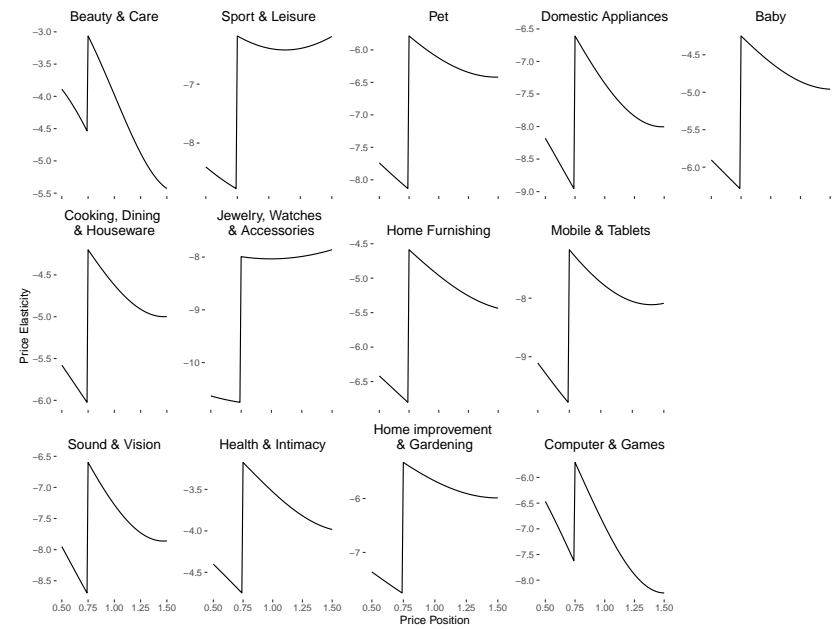 Beauty & Care
Sport & Leisure
Pet
Domestic Appliances
Baby
−3.0
−3.5
−4.0
−4.5
−5.0
−5.5
−7
−8
−6.0
−6.5
−7.0
−7.5
−8.0
−6.5
−7.0
−7.5
−8.0
−8.5
−9.0
−4.5
−5.0
−5.5
−6.0
Cooking, Dining
& Houseware
Jewelry, Watches
& Accessories
Home Furnishing
Mobile & Tablets
−4.5
−5.0
−5.5
−6.0
−8
−9
−10
−4.5
−5.0
−5.5
−6.0
−6.5
−8
−9
Price Elasticity
Sound & Vision
Health & Intimacy
Home improvement
& Gardening
Computer & Games
−6.5
−7.0
−7.5
−8.0
−8.5
−3.5
−4.0
−4.5
−6
−7
−6.0
−6.5
−7.0
−7.5
−8.0
0.50 0.75 1.00 1.25 1.50
0.50 0.75 1.00 1.25 1.50
0.50 0.75 1.00 1.25 1.50
0.50 0.75 1.00 1.25 1.50
Price Position